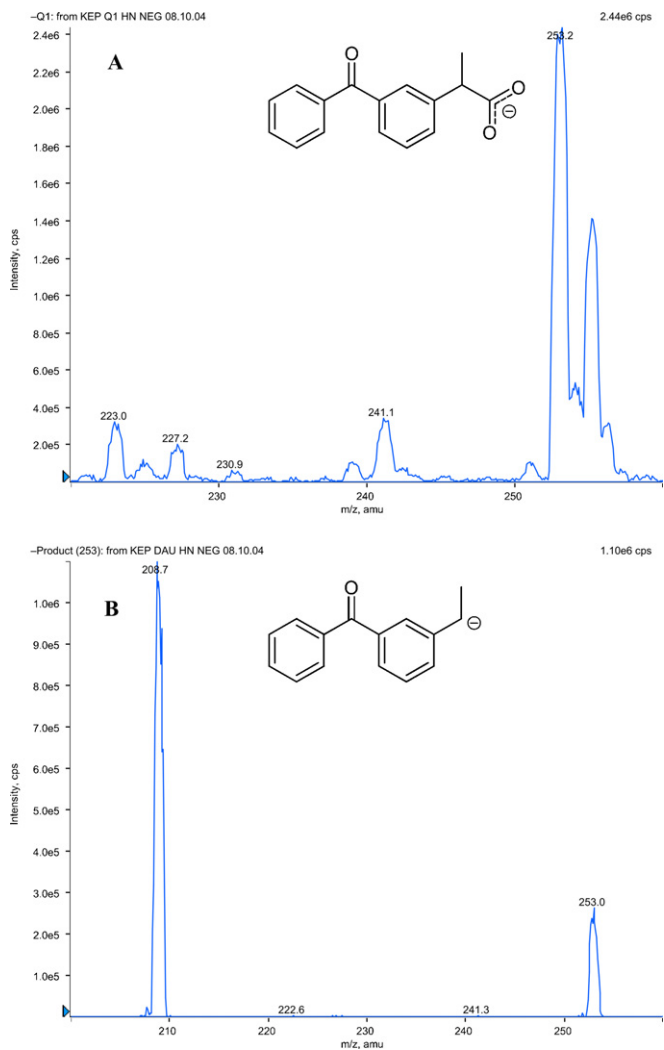 –Q1: from KEP Q1 HN NEG 08.10.04 2.44e6 cps
A
O
O
O
⊖
253.2
2.4e6
2.2e6
2.0e6
1.8e6
1.6e6
1.4e6
1.2e6
1.0e6
8.0e5
6.0e5
4.0e5
2.0e5
Intensity, cps
223.0
227.2
230.9
241.1
230 240 250
m/z, amu
–Product (253): from KEP DAU HN NEG 08.10.04 1.10e6 cps
208.7
B
O
⊖
1.0e6
9.0e5
8.0e5
7.0e5
6.0e5
5.0e5
4.0e5
3.0e5
2.0e5
1.0e5
Intensity, cps
253.0
222.6
241.3
210 220 230 240 250
m/z, amu